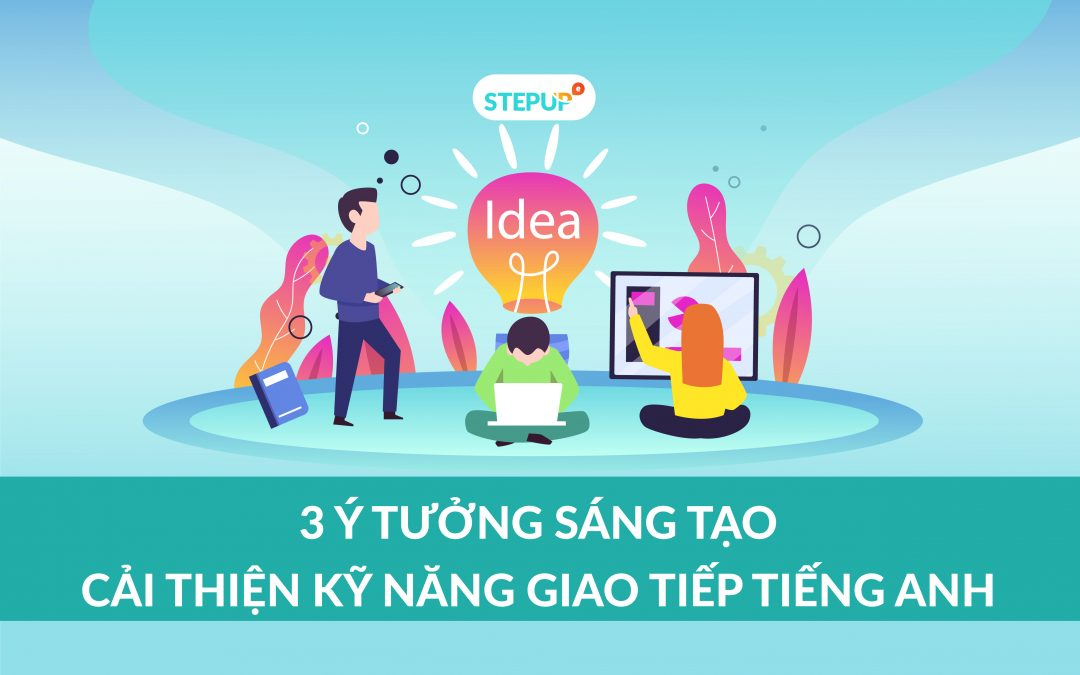 STEPUP e
Idea
3 Ý TƯỞNG SÁNG TẠO
CẢI THIỆN KỸ NĂNG GIAO TIẾP TIẾNG ANH